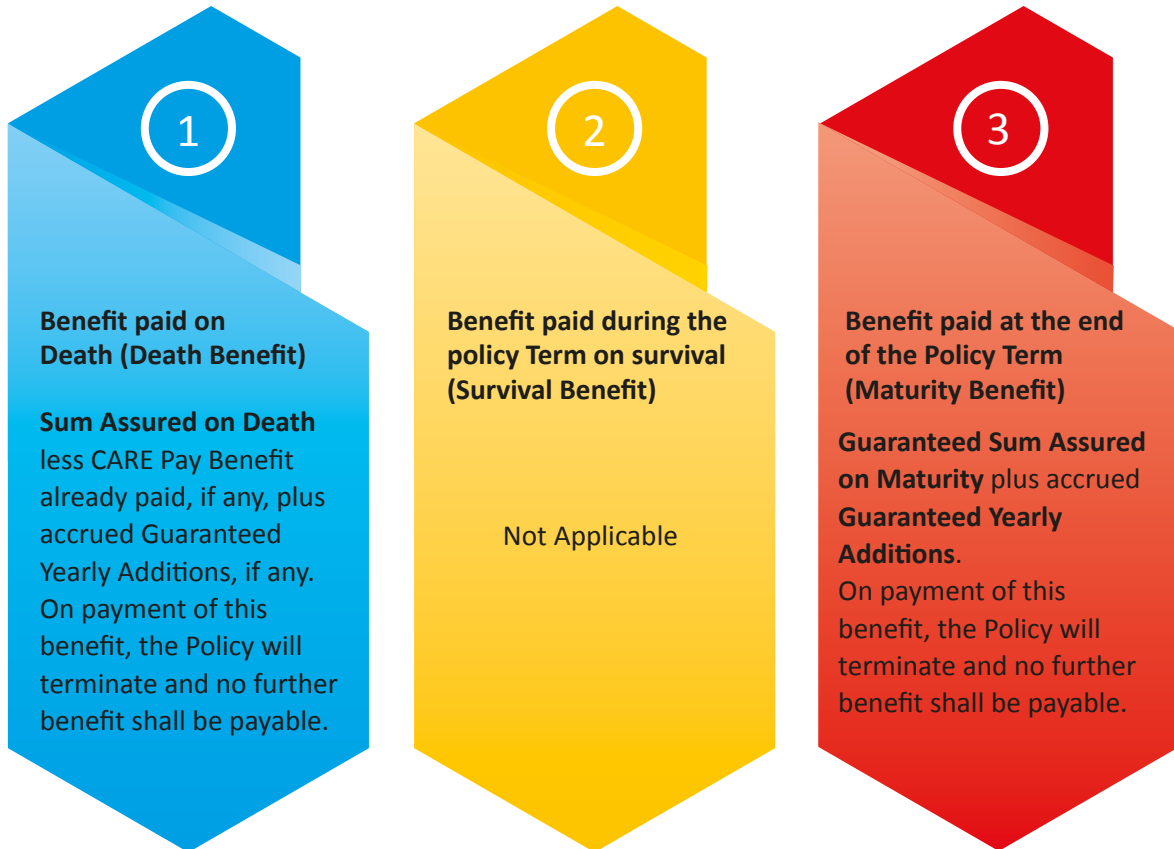 1
Benefit paid on
Death (Death Benefit)
Sum Assured on Death
less CARE Pay Benefit
already paid, if any, plus
accrued Guaranteed
Yearly Additions, if any.
On payment of this
benefit, the Policy will
terminate and no further
benefit shall be payable.
2
Benefit paid during the
policy Term on survival
(Survival Benefit)
Not Applicable
3
Benefit paid at the end
of the Policy Term
(Maturity Benefit)
Guaranteed Sum Assured
on Maturity plus accrued
Guaranteed Yearly
Additions.
On payment of this
benefit, the Policy will
terminate and no further
benefit shall be payable.